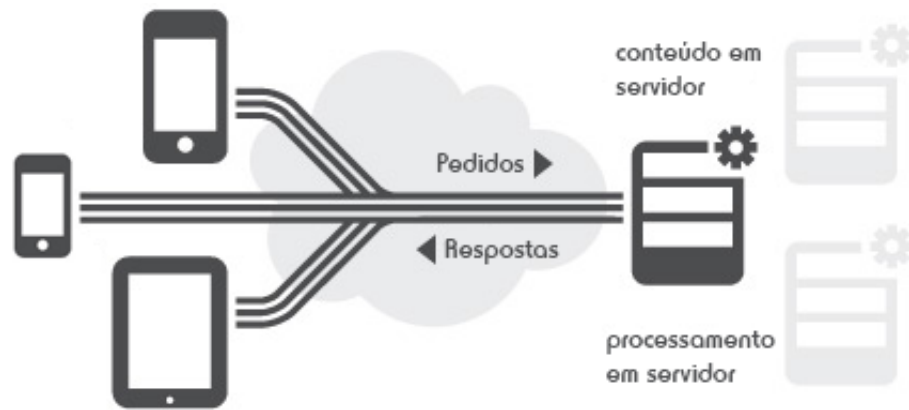 conteúdo em
servidor
Pedidos
Respostas
processamento
em servidor